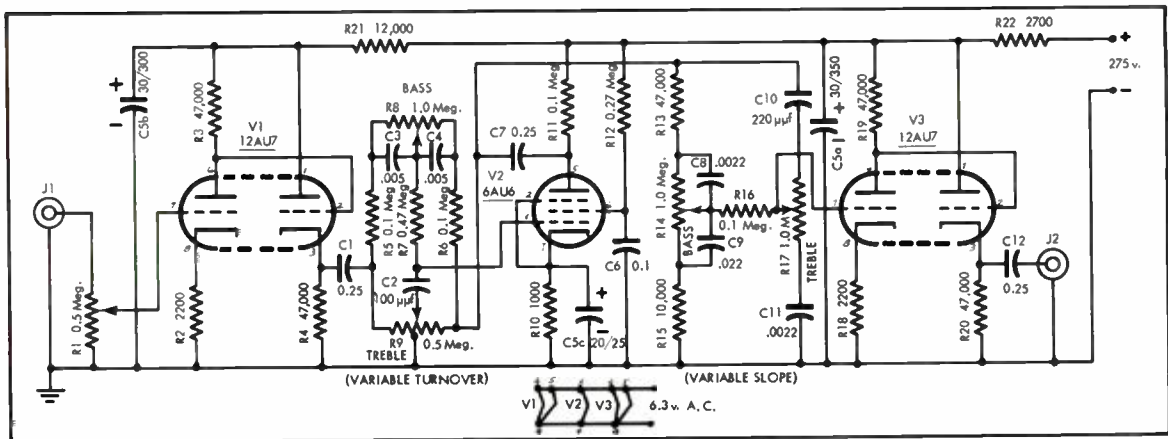 R21 12,000
R22 2700
+
275 v.
-
+
-
C5b 30/300
R3 47,000
V1
12AU7
BASS
R8 1.0 Meg.
C3
.005
C4
.005
R5 0.1 Meg
R7 0.47 Meg
R6 0.1 Meg
C7 0.25
V2
6AU6
R11 0.1 Meg.
R12 0.27 Meg.
R13 47,000
C10
220 μμf
C5a
+ 30/350
-
R19 47,000
V3
12AU7
J1
R1 0.5 Meg.
R2 2200
R4 47,000
C1
0.25
C2
100 μμf
R9
0.5 Meg.
TREBLE
(VARIABLE TURNOVER)
R10 1000
+
-
C5c 20/25
C6
0.1
R14 1.0 Meg.
BASS
R15 10,000
C8
.0022
C9
.022
R16
0.1 Meg.
R17 1.0 M
TREBLE
C11
.0022
(VARIABLE SLOPE)
R18 2200
R20 47,000
C12
0.25
J2
V1
V2
V3
6.3 v. A.C.